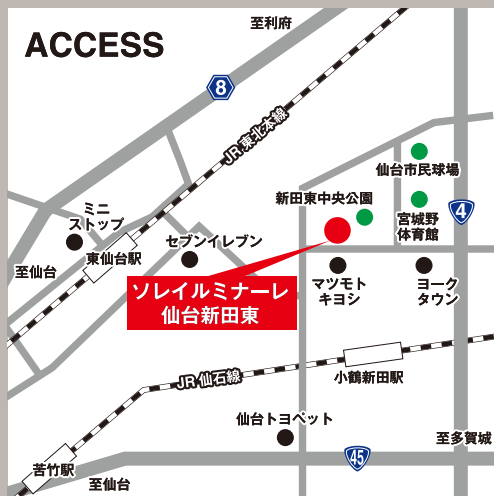 ACCESS
至利府
8
JR 東北本線
仙台市民球場
新田東中央公園
宮城野
体育館
4
ミニ
ストップ
セブンイレブン
東仙台駅
至仙台
ソレイルミナーレ
仙台新田東
マツモト
キヨシ
ヨーク
タウン
JR 仙石線
小鶴新田駅
仙台トヨペット
至多賀城
45
苦竹駅
至仙台